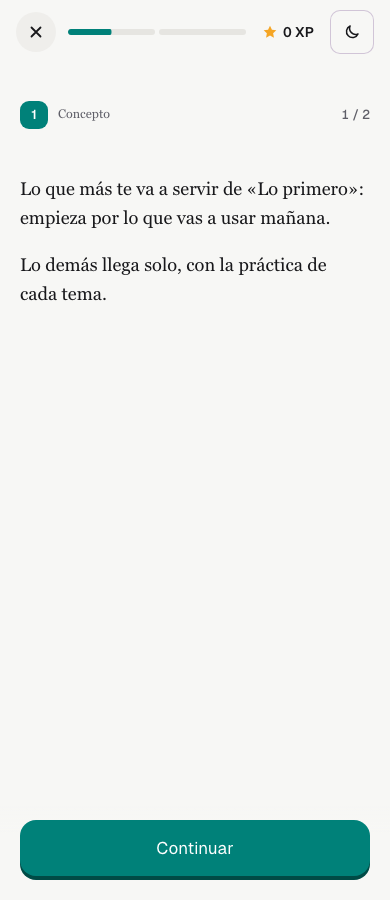 0 XP
1 Concepto 1 / 2
Lo que más te va a servir de «Lo primero»:
empieza por lo que vas a usar mañana.
Lo demás llega solo, con la práctica de
cada tema.
Continuar